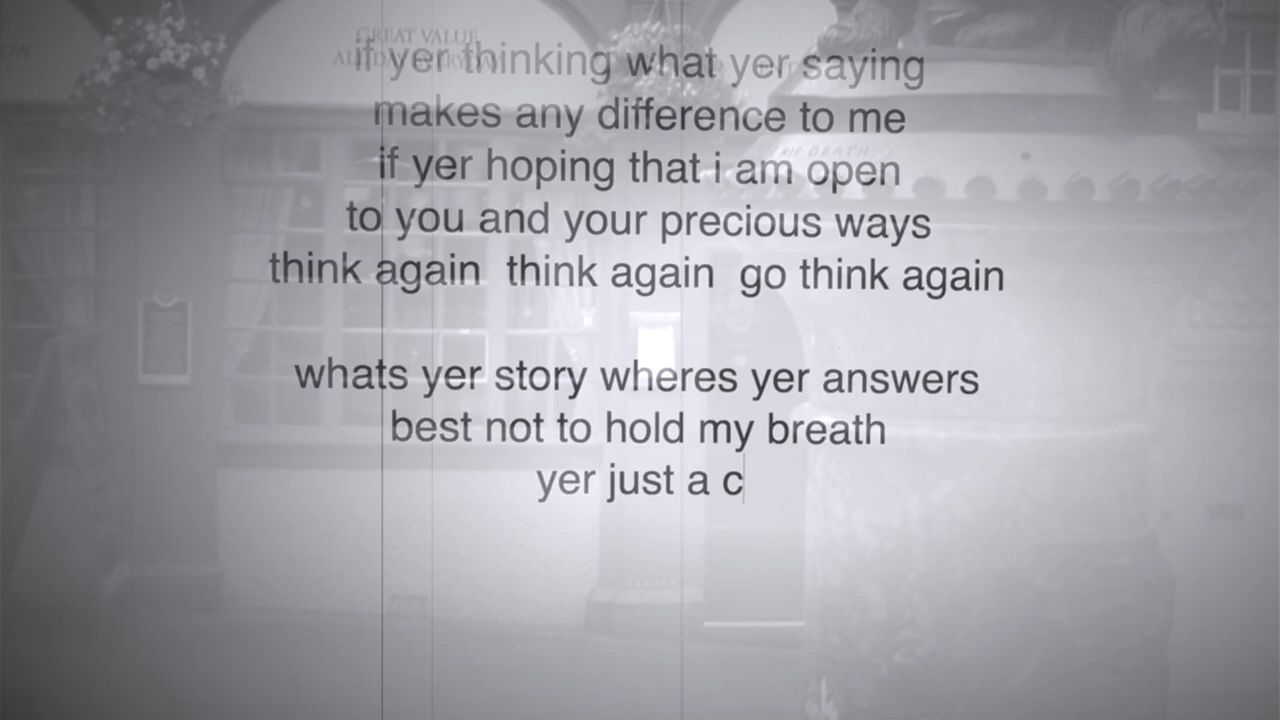 GREAT VALUE
if yer thinking what yer saying
makes any difference to me
if yer hoping that i am open
to you and your precious ways
think again  think again  go think again
whats yer story wheres yer answers
best not to hold my breath
yer just a c